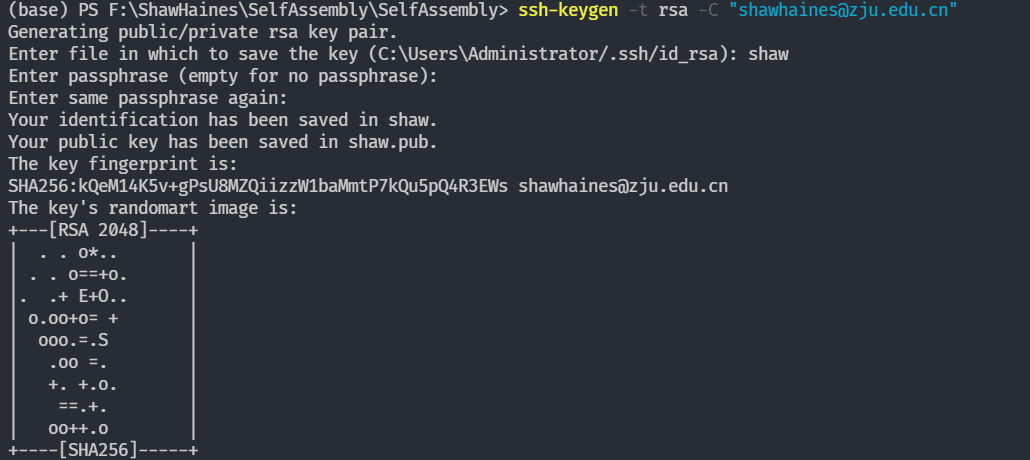 (base) PS F:\ShawHaines\SelfAssembly\SelfAssembly> ssh-keygen -t rsa -C "shawhaines@zju.edu.cn"
Generating public/private rsa key pair.
Enter file in which to save the key (C:\Users\Administrator/.ssh/id_rsa): shaw
Enter passphrase (empty for no passphrase):
Enter same passphrase again:
Your identification has been saved in shaw.
Your public key has been saved in shaw.pub.
The key fingerprint is:
SHA256:kQeM14K5v+gPsU8MZQiizzW1baMmtP7kQu5pQ4R3EWs shawhaines@zju.edu.cn
The key's randomart image is:
+---[RSA 2048]----+
|  . . o*..       |
| . . o==+o.      |
|.  .+ E+O..      |
| o.oo+o= +       |
|  ooo.=.S        |
|   .oo =.        |
|   +. +.o.       |
|    ==.+.        |
|   oo++.o        |
+----[SHA256]-----+